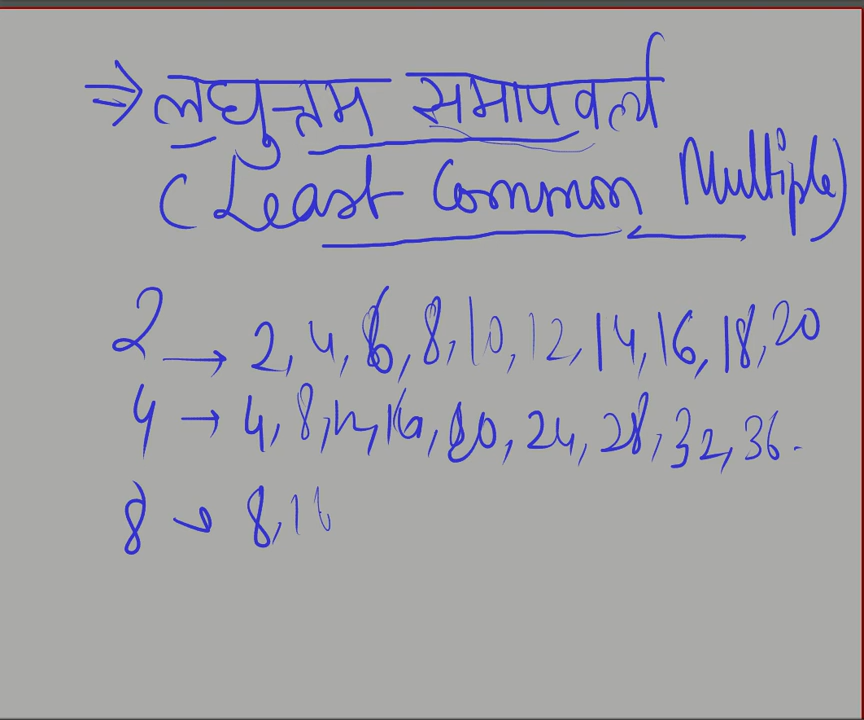 ⇒ लघुत्तम समापवर्त्य
(Least Common Multiple)
2 → 2, 4, 6, 8, 10, 12, 14, 16, 18, 20
4 → 4, 8, 12, 16, 20, 24, 28, 32, 36.
8 → 8, 16